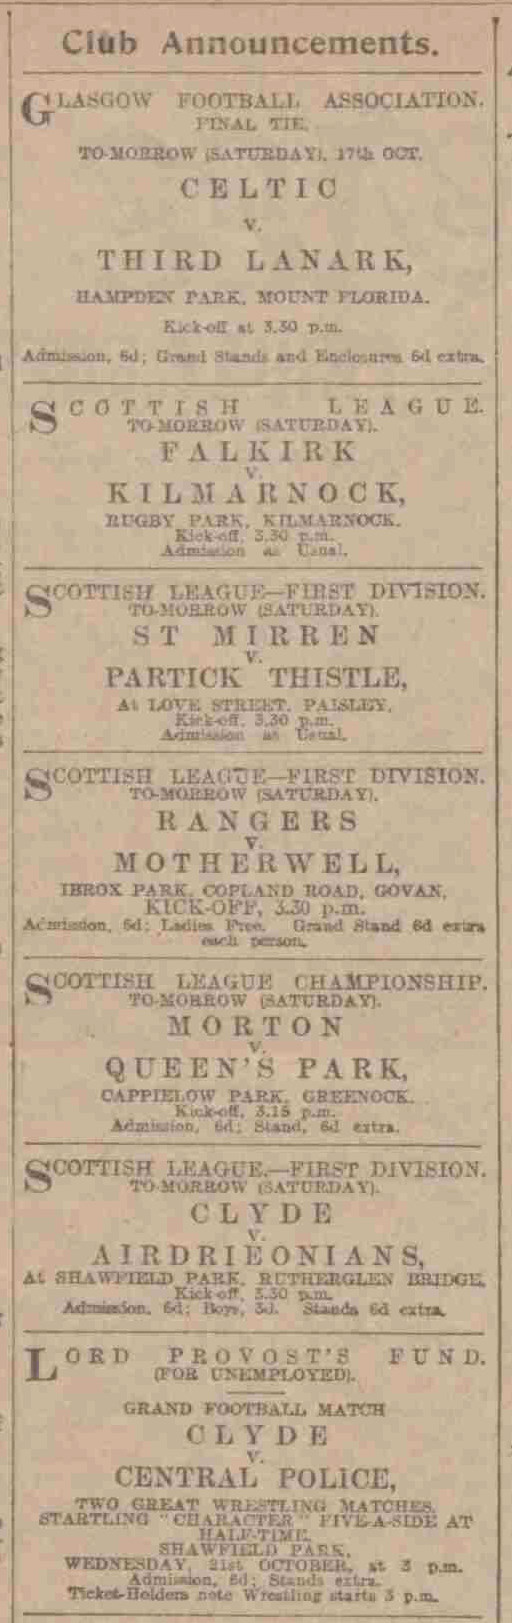 Club Announcements.
GLASGOW FOOTBALL ASSOCIATION.
FINAL TIE.
TO-MORROW (SATURDAY), 17th OCT.
CELTIC
v.
THIRD LANARK,
HAMPDEN PARK, MOUNT FLORIDA.
Kick-off at 3.30 p.m.
Admission, 6d; Grand Stands and Enclosures 6d extra.
SCOTTISH LEAGUE.
TO-MORROW (SATURDAY).
FALKIRK
v.
KILMARNOCK,
RUGBY PARK, KILMARNOCK.
Kick-off, 3.30 p.m.
Admission as Usual.
SCOTTISH LEAGUE—FIRST DIVISION.
TO-MORROW (SATURDAY).
ST MIRREN
v.
PARTICK THISTLE,
At LOVE STREET, PAISLEY,
Kick-off, 3.30 p.m.
Admission as Usual.
SCOTTISH LEAGUE—FIRST DIVISION.
TO-MORROW (SATURDAY).
RANGERS
v.
MOTHERWELL,
IBROX PARK, COPLAND ROAD, GOVAN,
KICK-OFF, 3.30 p.m.
Admission, 6d; Ladies Free. Grand Stand 6d extra
each person.
SCOTTISH LEAGUE CHAMPIONSHIP.
TO-MORROW (SATURDAY).
MORTON
v.
QUEEN'S PARK,
CAPPIELOW PARK, GREENOCK.
Kick-off, 3.15 p.m.
Admission, 6d; Stand, 6d extra.
SCOTTISH LEAGUE.—FIRST DIVISION.
TO-MORROW (SATURDAY).
CLYDE
v.
AIRDRIEONIANS,
At SHAWFIELD PARK, RUTHERGLEN BRIDGE.
Kick-off, 3.30 p.m.
Admission, 6d; Boys, 3d. Stands 6d extra.
LORD PROVOST'S FUND.
(FOR UNEMPLOYED).
GRAND FOOTBALL MATCH
CLYDE
v.
CENTRAL POLICE,
TWO GREAT WRESTLING MATCHES.
STARTLING "CHARACTER" FIVE-A-SIDE AT
HALF-TIME.
SHAWFIELD PARK,
WEDNESDAY, 21st OCTOBER, at 3 p.m.
Admission, 6d; Stands extra.
Ticket-Holders note Wrestling starts 3 p.m.